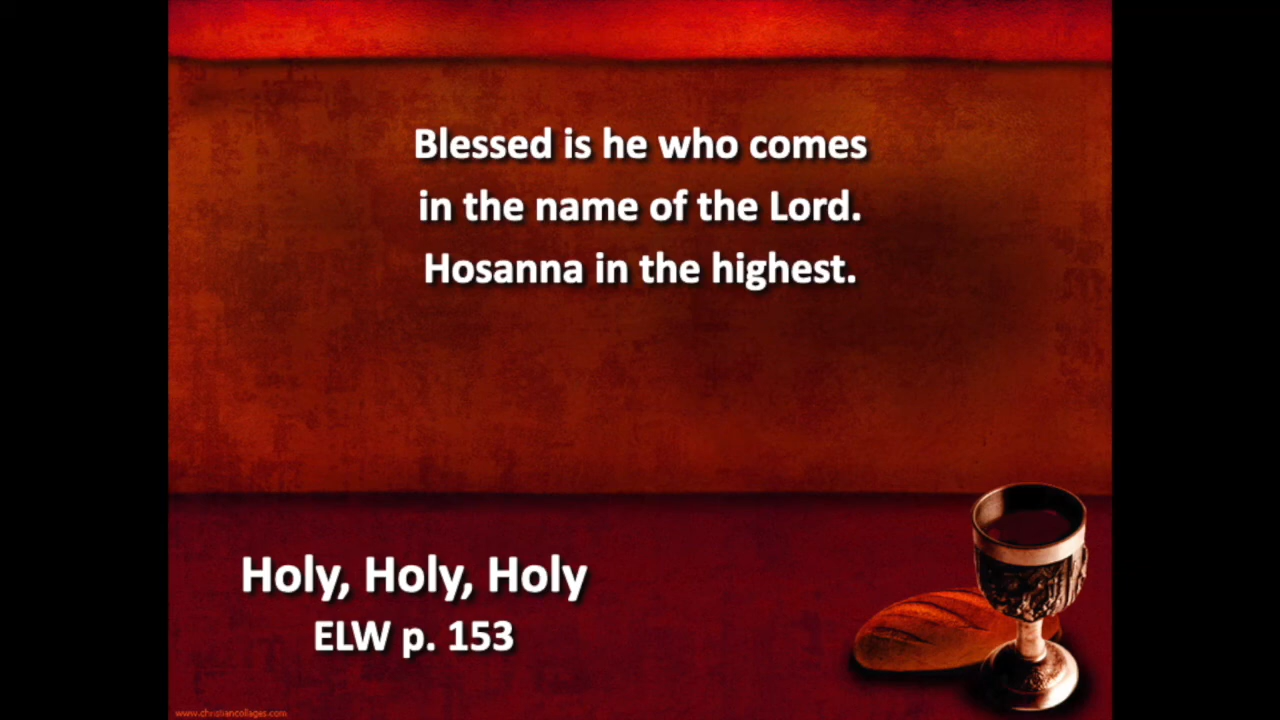 Blessed is he who comes
in the name of the Lord.
Hosanna in the highest.
Holy, Holy, Holy
ELW p. 153
www.christiancollages.com